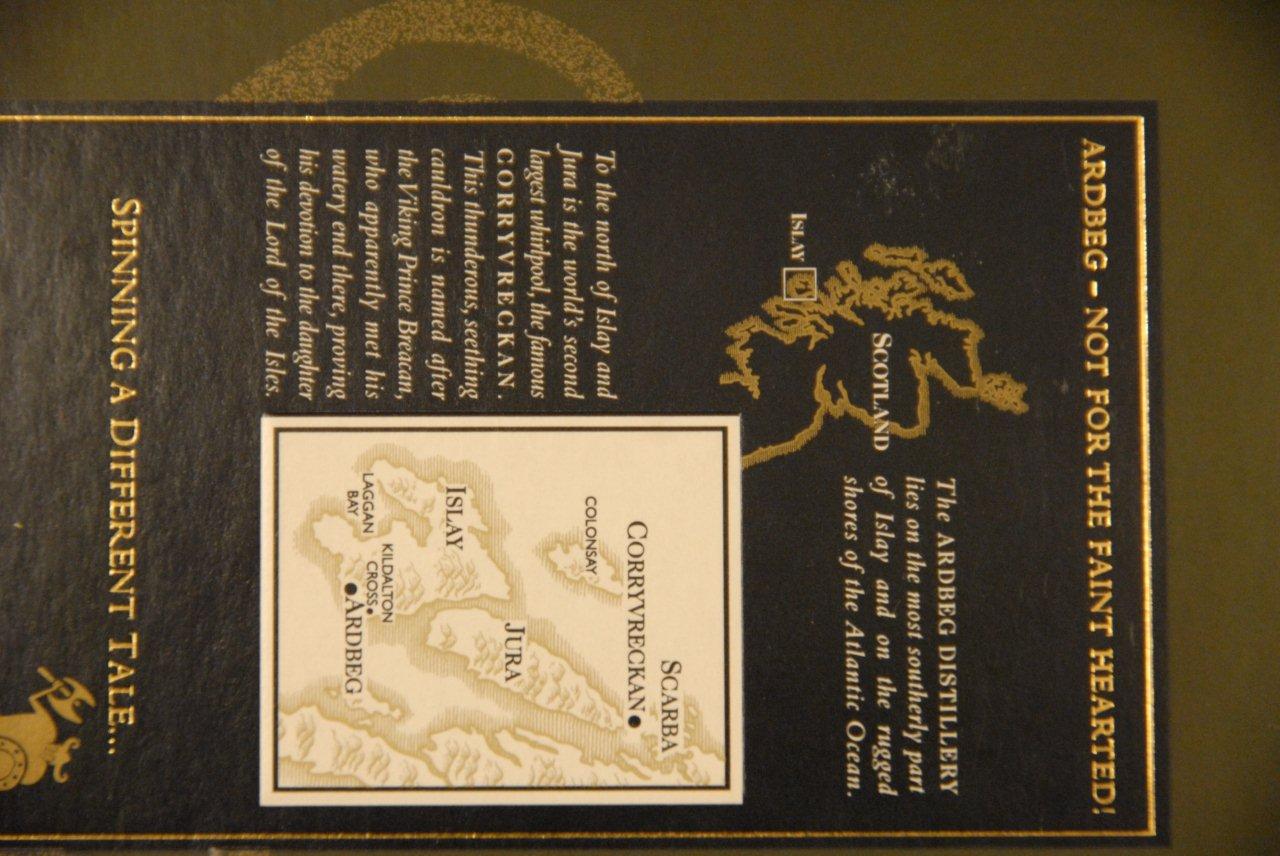 ARDBEG - NOT FOR THE FAINT HEARTED!
SCOTLAND
ISLAY
The ARDBEG DISTILLERY
lies on the most southerly part
of Islay and on the rugged
shores of the Atlantic Ocean.
To the north of Islay and
Jura is the world's second
largest whirlpool, the famous
CORRYVRECKAN.
This thunderous, seething
cauldron is named after
the Viking Prince Brecan,
who apparently met his
watery end there, proving
his devotion to the daughter
of the Lord of the Isles.
SCARBA
CORRYVRECKAN
COLONSAY
JURA
ISLAY
KILDALTON
CROSS
LAGGAN
BAY
ARDBEG
SPINNING A DIFFERENT TALE...